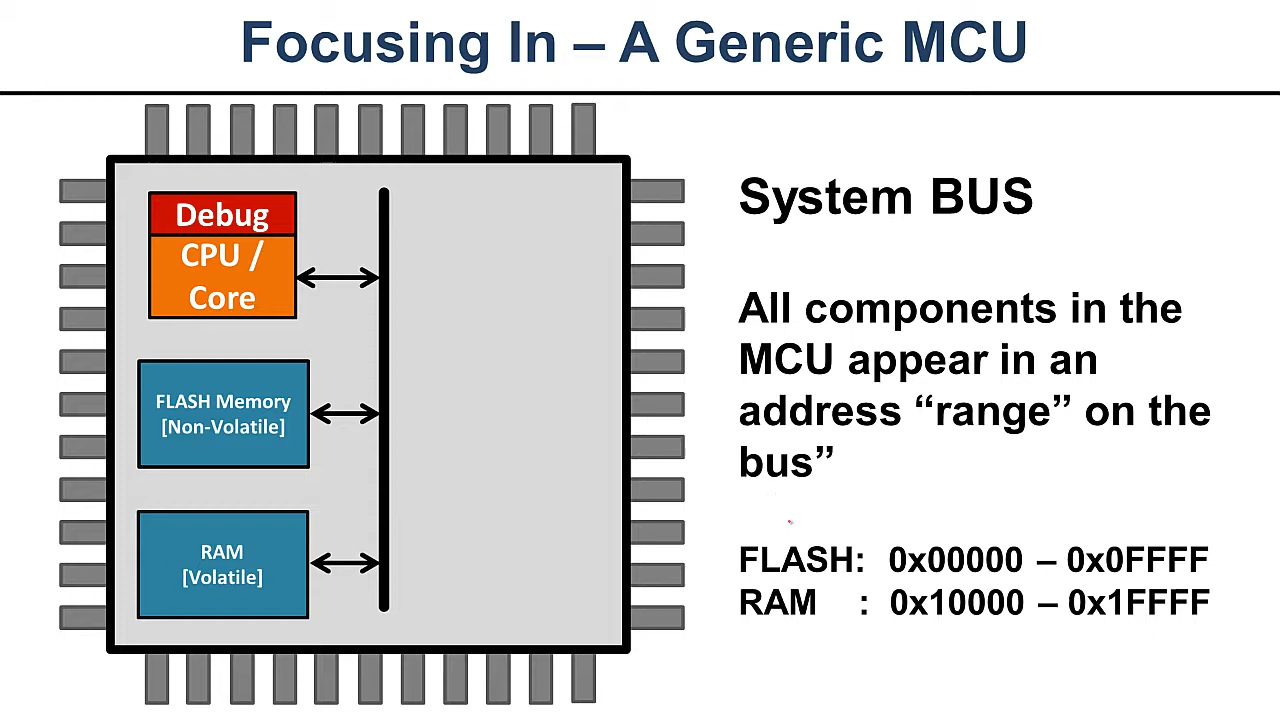 Focusing In – A Generic MCU
Debug
CPU /
Core
FLASH Memory
[Non-Volatile]
RAM
[Volatile]
System BUS
All components in the
MCU appear in an
address “range” on the
bus”
FLASH: 0x00000 – 0x0FFFF
RAM : 0x10000 – 0x1FFFF